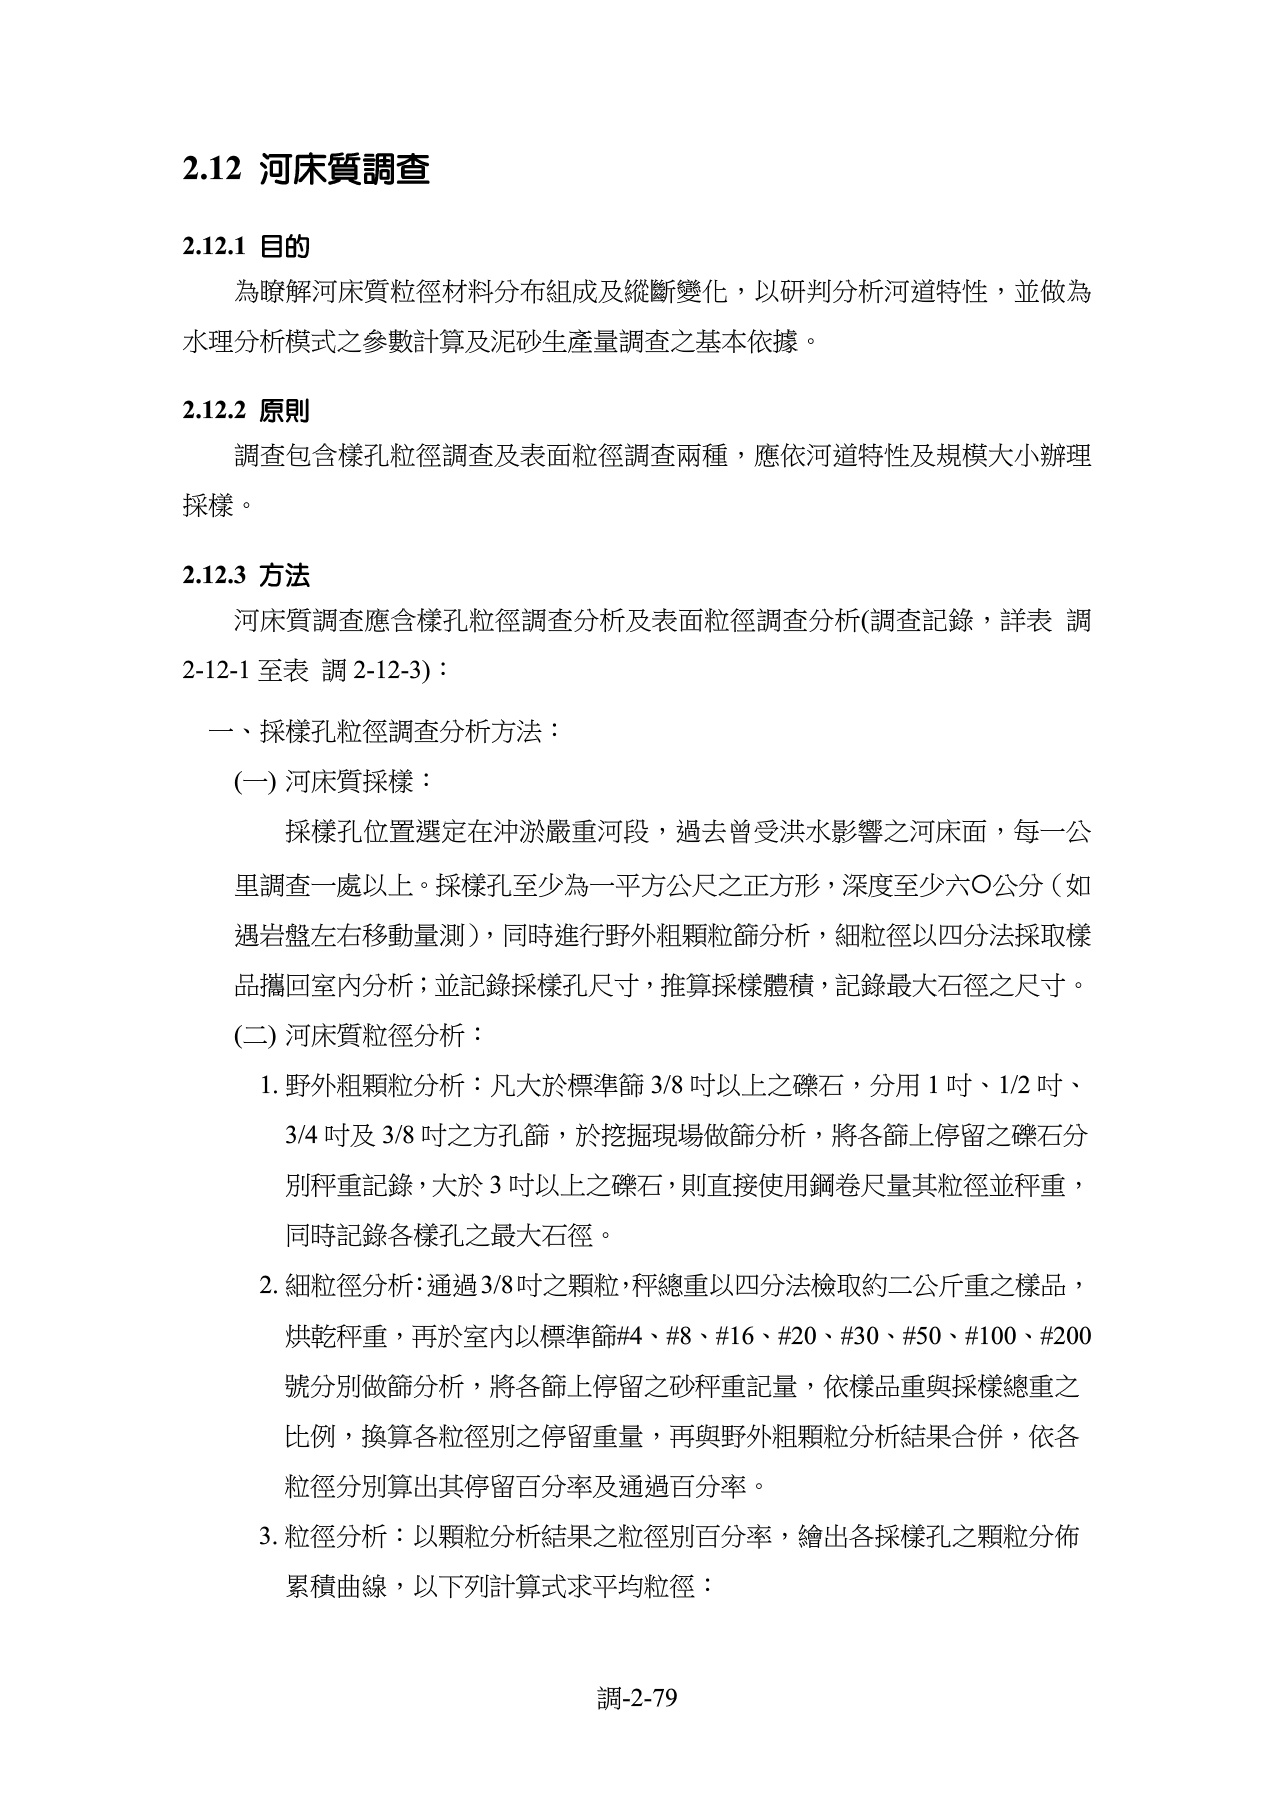 2.12 河床質調查
2.12.1 目的
為瞭解河床質粒徑材料分布組成及縱斷變化，以研判分析河道特性，並做為
水理分析模式之參數計算及泥砂生產量調查之基本依據。
2.12.2 原則
調查包含樣孔粒徑調查及表面粒徑調查兩種，應依河道特性及規模大小辦理
採樣。
2.12.3 方法
河床質調查應含樣孔粒徑調查分析及表面粒徑調查分析(調查記錄，詳表 調
2-12-1 至表 調 2-12-3)：
一、採樣孔粒徑調查分析方法：
(一) 河床質採樣：
採樣孔位置選定在沖淤嚴重河段，過去曾受洪水影響之河床面，每一公
里調查一處以上。採樣孔至少為一平方公尺之正方形，深度至少六〇公分（如
遇岩盤左右移動量測），同時進行野外粗顆粒篩分析，細粒徑以四分法採取樣
品攜回室內分析；並記錄採樣孔尺寸，推算採樣體積，記錄最大石徑之尺寸。
(二) 河床質粒徑分析：
1. 野外粗顆粒分析：凡大於標準篩 3/8 吋以上之礫石，分用 1 吋、1/2 吋、
3/4 吋及 3/8 吋之方孔篩，於挖掘現場做篩分析，將各篩上停留之礫石分
別秤重記錄，大於 3 吋以上之礫石，則直接使用鋼卷尺量其粒徑並秤重，
同時記錄各樣孔之最大石徑。
2. 細粒徑分析：通過 3/8 吋之顆粒，秤總重以四分法檢取約二公斤重之樣品，
烘乾秤重，再於室內以標準篩#4、#8、#16、#20、#30、#50、#100、#200
號分別做篩分析，將各篩上停留之砂秤重記量，依樣品重與採樣總重之
比例，換算各粒徑別之停留重量，再與野外粗顆粒分析結果合併，依各
粒徑分別算出其停留百分率及通過百分率。
3. 粒徑分析：以顆粒分析結果之粒徑別百分率，繪出各採樣孔之顆粒分佈
累積曲線，以下列計算式求平均粒徑：
調-2-79